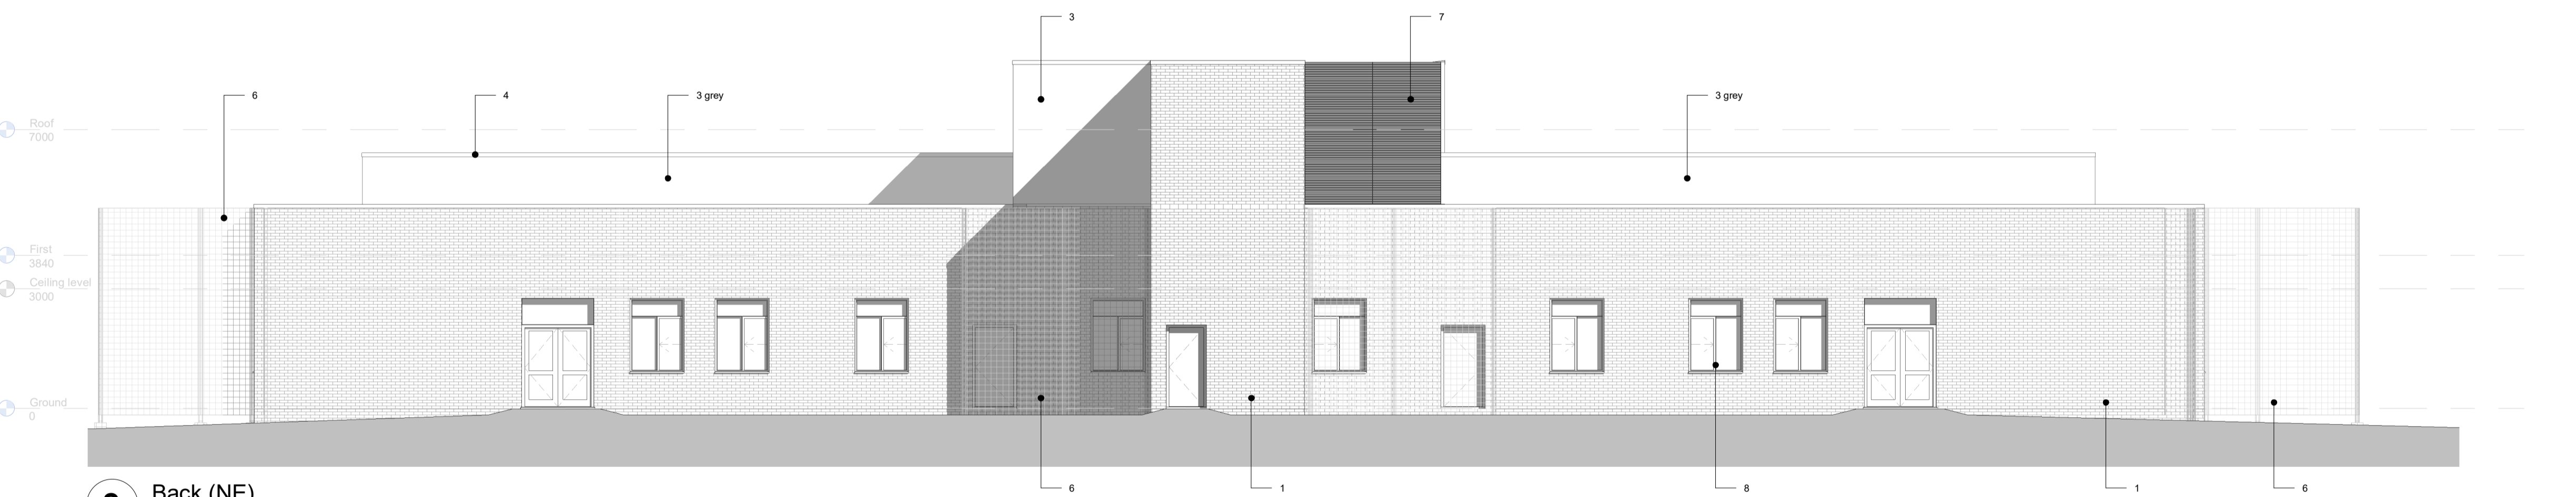 3
7
6
4
3 grey
3 grey
Roof
7000
First
3840
Ceiling level
3000
Ground
0
Back (NE)
6
1
8
1
6